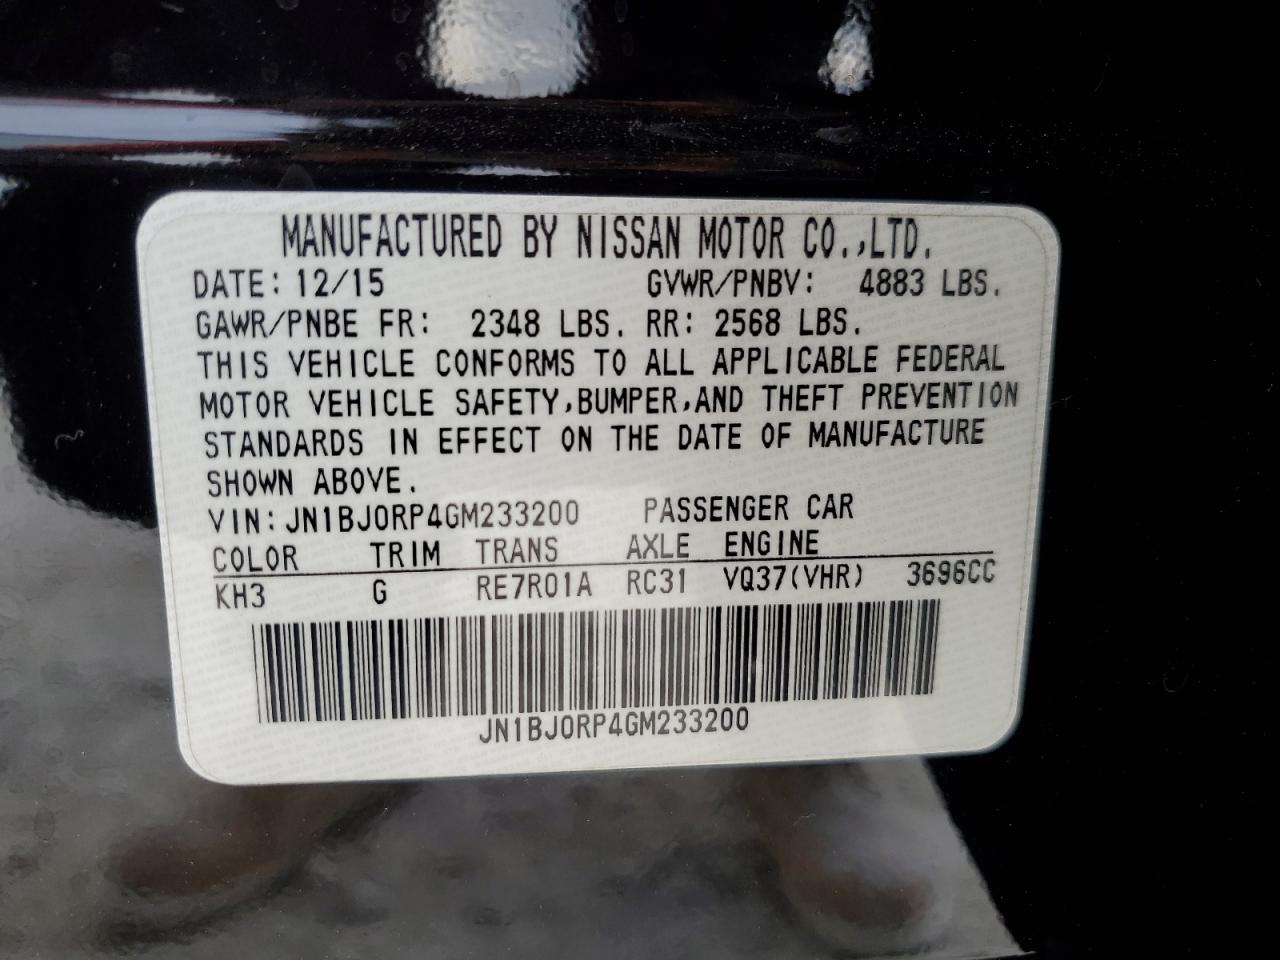 MANUFACTURED BY NISSAN MOTOR CO.,LTD.
DATE: 12/15 GVWR/PNBV: 4883 LBS.
GAWR/PNBE FR: 2348 LBS. RR: 2568 LBS.
THIS VEHICLE CONFORMS TO ALL APPLICABLE FEDERAL
MOTOR VEHICLE SAFETY,BUMPER,AND THEFT PREVENTION
STANDARDS IN EFFECT ON THE DATE OF MANUFACTURE
SHOWN ABOVE.
VIN: JN1BJ0RP4GM233200 PASSENGER CAR
COLOR TRIM TRANS AXLE ENGINE
KH3 G RE7R01A RC31 VQ37(VHR) 3696CC
JN1BJ0RP4GM233200